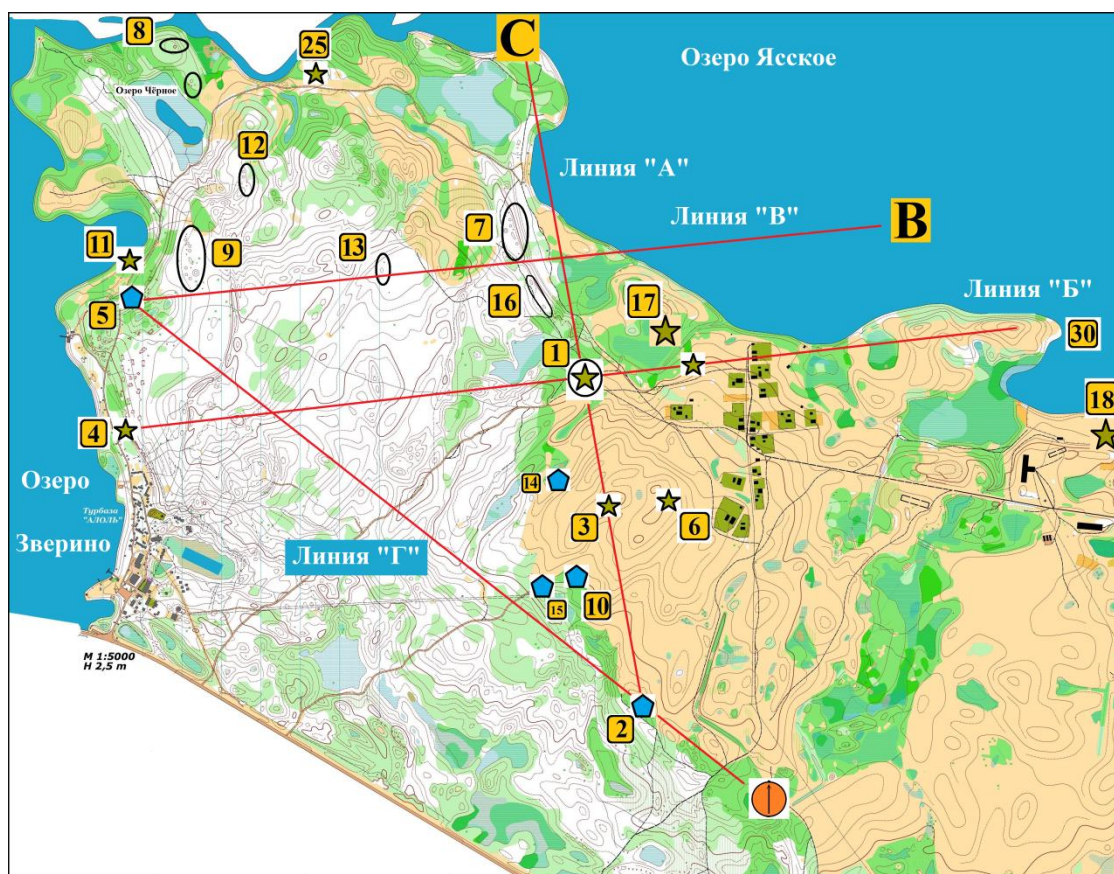 8
25
С
Озеро Ясское
Озеро Чёрное
12
Линия "А"
7
Линия "В"
В
11
9
13
5
16
17
Линия "Б"
30
1
4
18
Озеро
14
3
6
Турбаза
"АЛОЛЬ"
Зверино
Линия "Г"
15
10
М 1:5000
Н 2,5 m
2